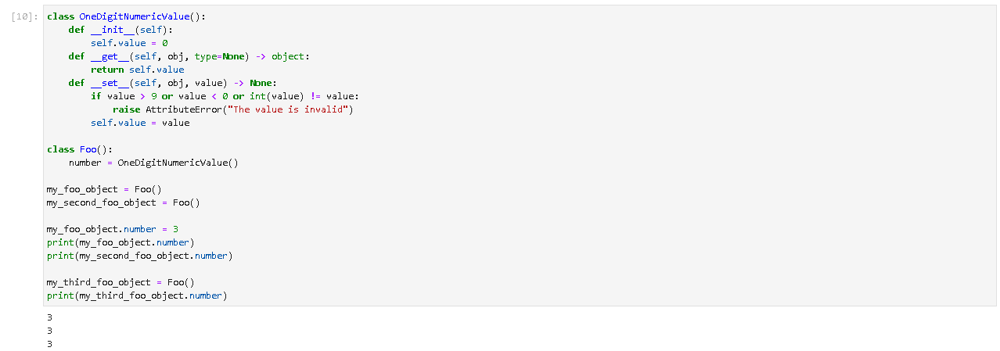 [10]: class OneDigitNumericValue():
    def __init__(self):
        self.value = 0
    def __get__(self, obj, type=None) -> object:
        return self.value
    def __set__(self, obj, value) -> None:
        if value > 9 or value < 0 or int(value) != value:
            raise AttributeError("The value is invalid")
        self.value = value

class Foo():
    number = OneDigitNumericValue()

my_foo_object = Foo()
my_second_foo_object = Foo()

my_foo_object.number = 3
print(my_foo_object.number)
print(my_second_foo_object.number)

my_third_foo_object = Foo()
print(my_third_foo_object.number)
3
3
3